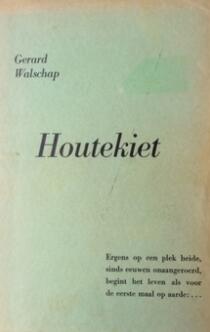 Gerard
Walschap
Houtekiet
Ergens op een plek heide,
sinds eeuwen onaangeroerd,
begint het leven als voor
de eerste maal op aarde: . . .